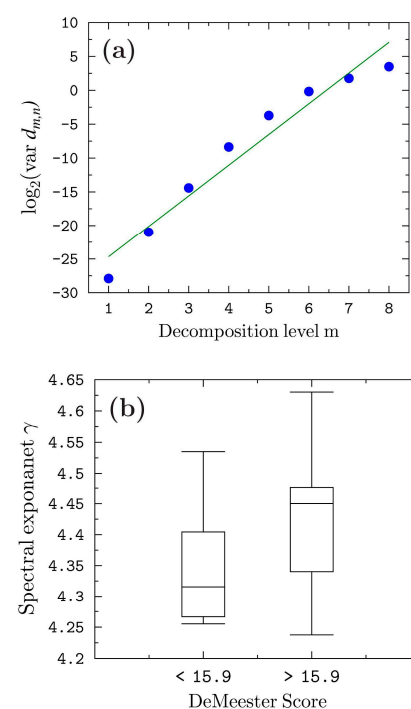 (a)
10
5
0
−5
−10
−15
−20
−25
−30
log2(var dm,n)
1 2 3 4 5 6 7 8
Decomposition level m
(b)
4.65
4.6
4.55
4.5
4.45
4.4
4.35
4.3
4.25
4.2
Spectral exponanet γ
< 15.9 > 15.9
DeMeester Score